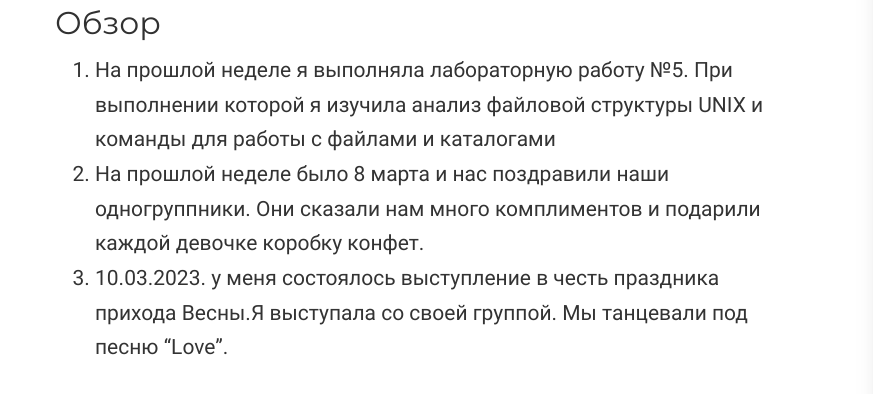 Обзор
1. На прошлой неделе я выполняла лабораторную работу №5. При
выполнении которой я изучила анализ файловой структуры UNIX и
команды для работы с файлами и каталогами
2. На прошлой неделе было 8 марта и нас поздравили наши
одногруппники. Они сказали нам много комплиментов и подарили
каждой девочке коробку конфет.
3. 10.03.2023. у меня состоялось выступление в честь праздника
прихода Весны.Я выступала со своей группой. Мы танцевали под
песню “Love”.